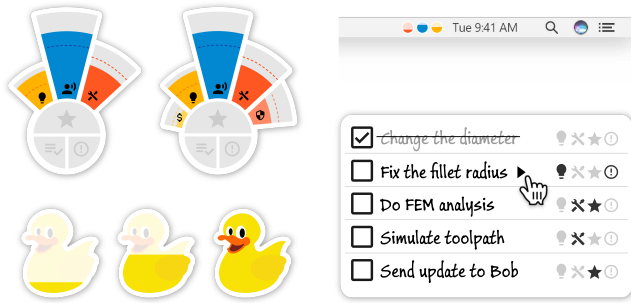 Tue 9:41 AM
$
Change the diameter
Fix the fillet radius
Do FEM analysis
Simulate toolpath
Send update to Bob